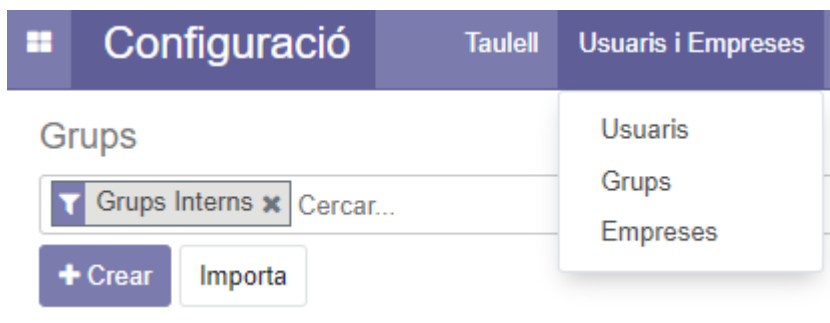 Configuració Taulell Usuaris i Empreses
Grups
Grups Interns Cercar...
Crear Importa
Usuaris
Grups
Empreses